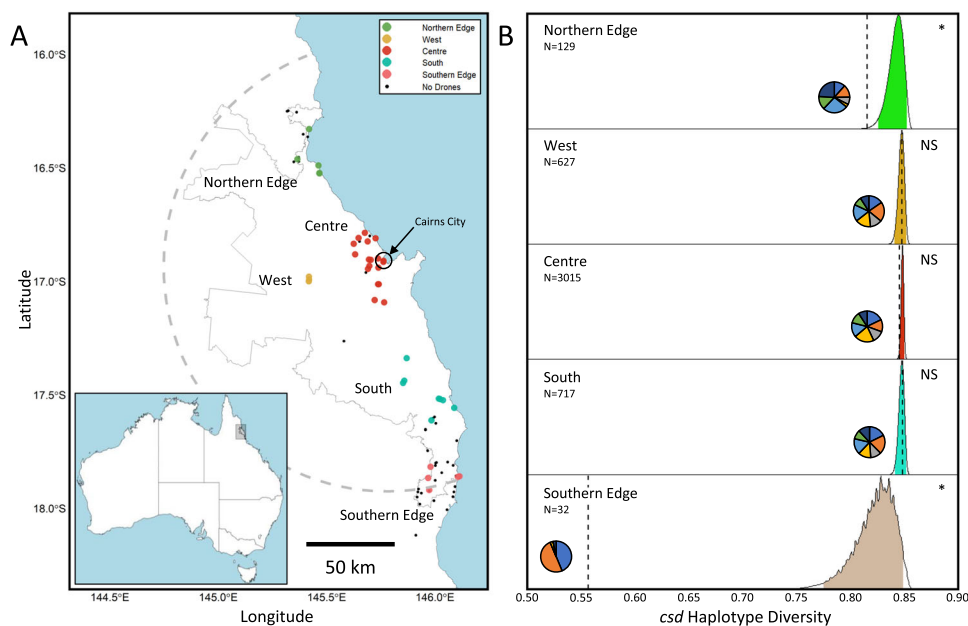 A
16.0°S
16.5°S
17.0°S
17.5°S
18.0°S
Latitude
144.5°E
145.0°E
145.5°E
146.0°E
Longitude
Northern Edge
West
Centre
South
Southern Edge
No Drones
Northern Edge
Centre
Cairns City
West
South
Southern Edge
50 km
B
Northern Edge
N=129
*
West
N=627
NS
Centre
N=3015
NS
South
N=717
NS
Southern Edge
N=32
*
0.50
0.55
0.60
0.65
0.70
0.75
0.80
0.85
0.90
csd Haplotype Diversity